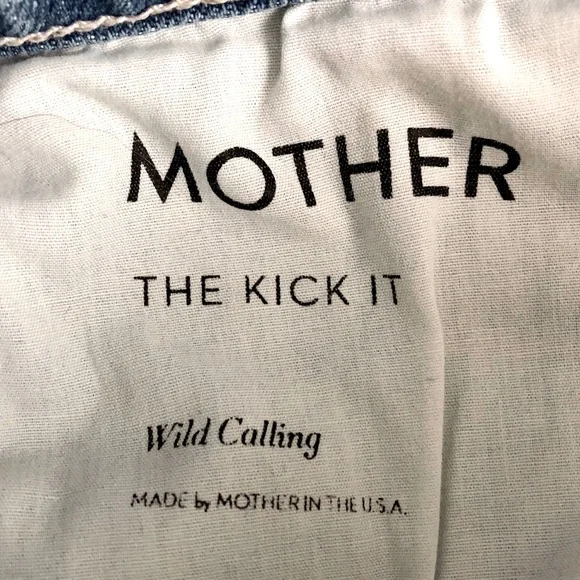 MOTHER
THE KICK IT
Wild Calling
MADE by MOTHER IN THE U.S.A.